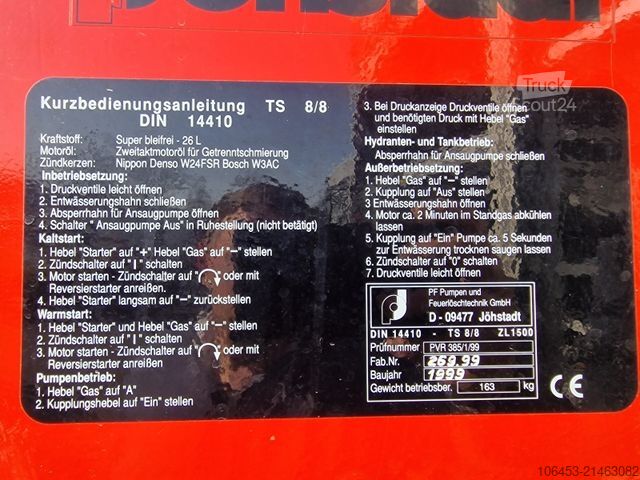 Truck
Scout24
Kurzbedienungsanleitung TS 8/8
DIN 14410
Kraftstoff: Super bleifrei - 26 L
Motoröl: Zweitaktmotoröl für Getrenntschmierung
Zündkerzen: Nippon Denso W24FSR Bosch W3AC
Inbetriebsetzung:
1. Druckventile leicht öffnen
2. Entwässerungshahn schließen
3. Absperrhahn für Ansaugpumpe öffnen
4. Schalter "Ansaugpumpe Aus" in Ruhestellung (nicht betätigt)
Kaltstart:
1. Hebel "Starter" auf "+" Hebel "Gas" auf "–" stellen
2. Zündschalter auf "I" schalten
3. Motor starten - Zündschalter auf " " oder mit
Reversierstarter anreißen.
4. Hebel "Starter" langsam auf "–" zurückstellen
Warmstart:
1. Hebel "Starter" und Hebel "Gas" auf "–" stellen
2. Zündschalter auf "I" schalten
3. Motor starten - Zündschalter auf " " oder mit
Reversierstarter anreißen.
Pumpenbetrieb:
1. Hebel "Gas" auf "A"
2. Kupplungshebel auf "Ein" stellen
3. Bei Druckanzeige Druckventile öffnen
und benötigten Druck mit Hebel "Gas"
einstellen
Hydranten- und Tankbetrieb:
Absperrhahn für Ansaugpumpe schließen
Außerbetriebsetzung:
1. Hebel "Gas" auf "–" stellen
2. Kupplung auf "Aus" stellen
3 Entwässerungshahn öffnen
4. Motor ca. 2 Minuten im Standgas abkühlen
lassen
5. Kupplung auf "Ein" Pumpe ca. 5 Sekunden
zur Entwässerung trocknen saugen lassen
6. Zündschalter auf "0" schalten
7. Druckventile leicht öffnen
PF Pumpen und
Feuerlöschtechnik GmbH
D - 09477 Jöhstadt
DIN 14410 - TS 8/8 ZL1500
Prüfnummer PVR 385/1/99
Fab.Nr. 269.99
Baujahr 1999
Gewicht betriebsber. 163 kg
CE
106453-21463082